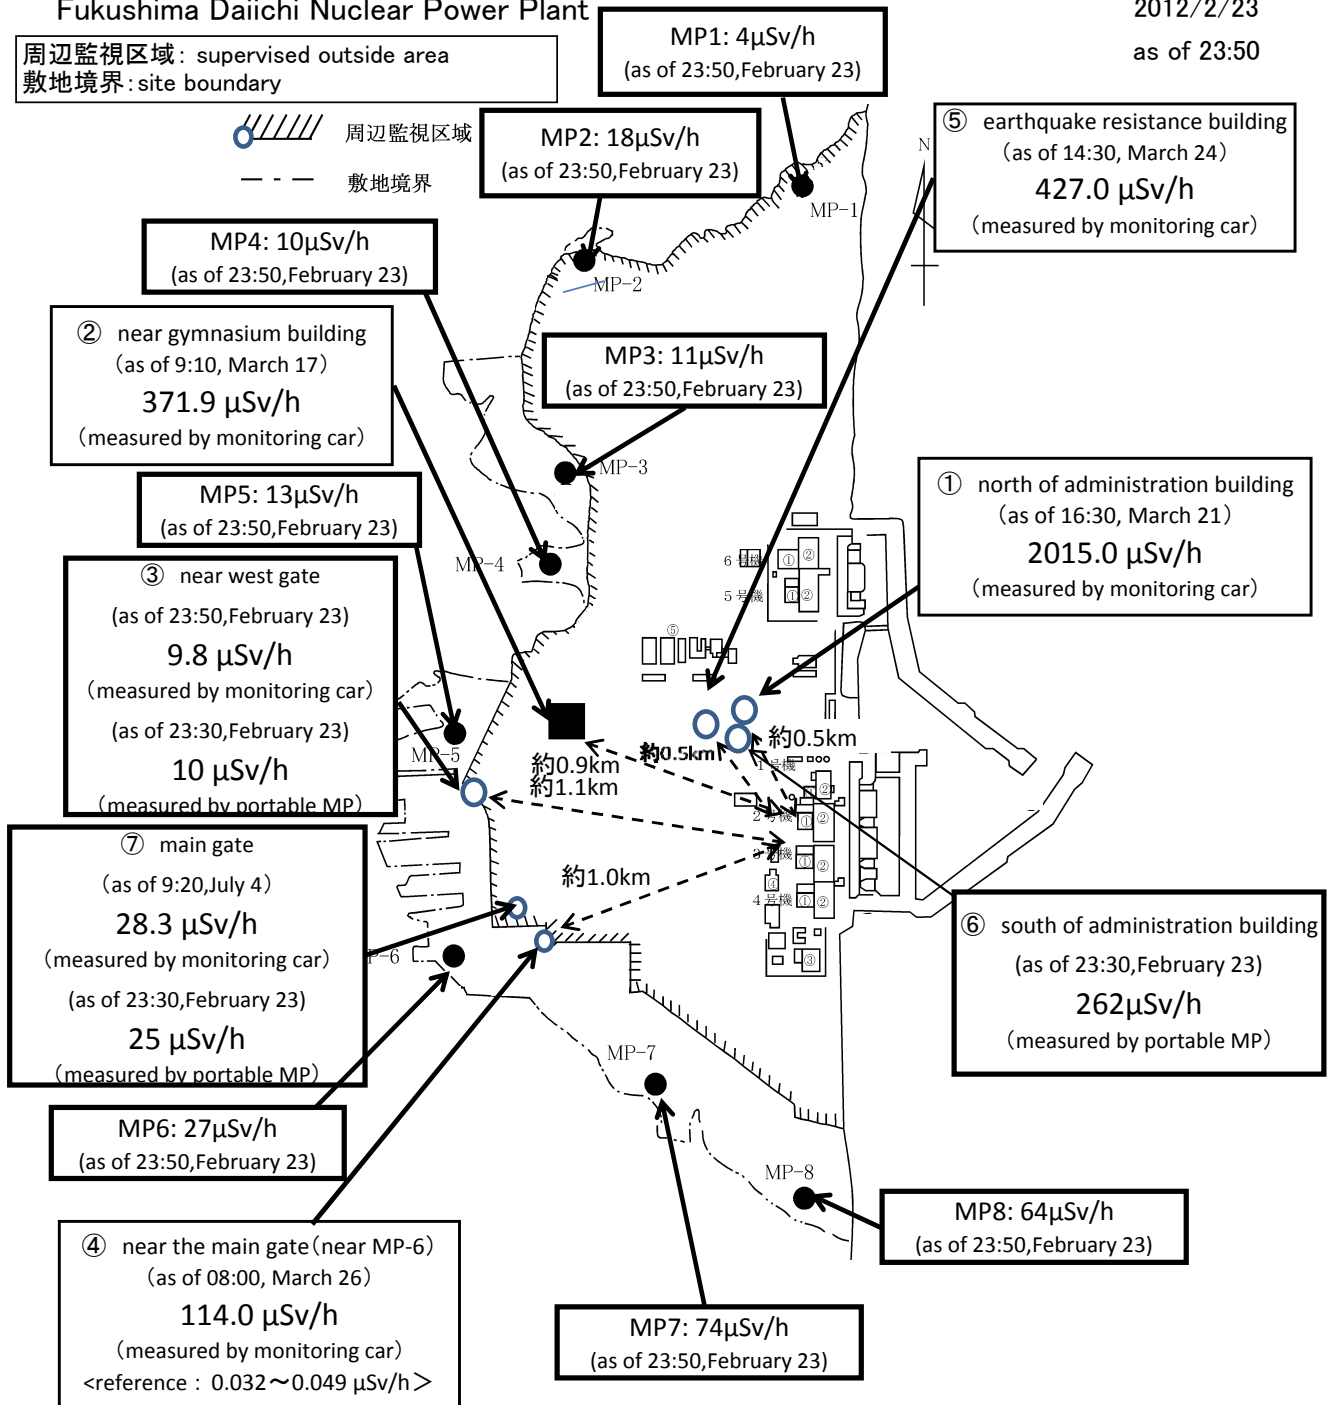 Fukushima Daiichi Nuclear Power Plant
2012/2/23
as of 23:50
周辺監視区域: supervised outside area
敷地境界:site boundary
周辺監視区域
敷地境界
MP1: 4μSv/h
(as of 23:50,February 23)
MP2: 18μSv/h
(as of 23:50,February 23)
⑤ earthquake resistance building
(as of 14:30, March 24)
427.0 μSv/h
(measured by monitoring car)
N
MP-1
MP4: 10μSv/h
(as of 23:50,February 23)
MP-2
② near gymnasium building
(as of 9:10, March 17)
371.9 μSv/h
(measured by monitoring car)
MP3: 11μSv/h
(as of 23:50,February 23)
MP-3
① north of administration building
(as of 16:30, March 21)
2015.0 μSv/h
(measured by monitoring car)
MP5: 13μSv/h
(as of 23:50,February 23)
MP-4
③ near west gate
(as of 23:50,February 23)
9.8 μSv/h
(measured by monitoring car)
(as of 23:30,February 23)
10 μSv/h
(measured by portable MP)
6号機
① ②
5号機
① ②
⑤
MP-5
約0.9km
約1.1km
約0.5km
約0.5km
1号機
②
2号機
① ②
3号機
① ②
④
4号機
① ②
③
約1.0km
⑦ main gate
(as of 9:20,July 4)
28.3 μSv/h
(measured by monitoring car)
(as of 23:30,February 23)
25 μSv/h
(measured by portable MP)
P-6
⑥ south of administration building
(as of 23:30,February 23)
262μSv/h
(measured by portable MP)
MP-7
MP6: 27μSv/h
(as of 23:50,February 23)
MP-8
MP8: 64μSv/h
(as of 23:50,February 23)
④ near the main gate(near MP-6)
(as of 08:00, March 26)
114.0 μSv/h
(measured by monitoring car)
<reference : 0.032～0.049 μSv/h>
MP7: 74μSv/h
(as of 23:50,February 23)